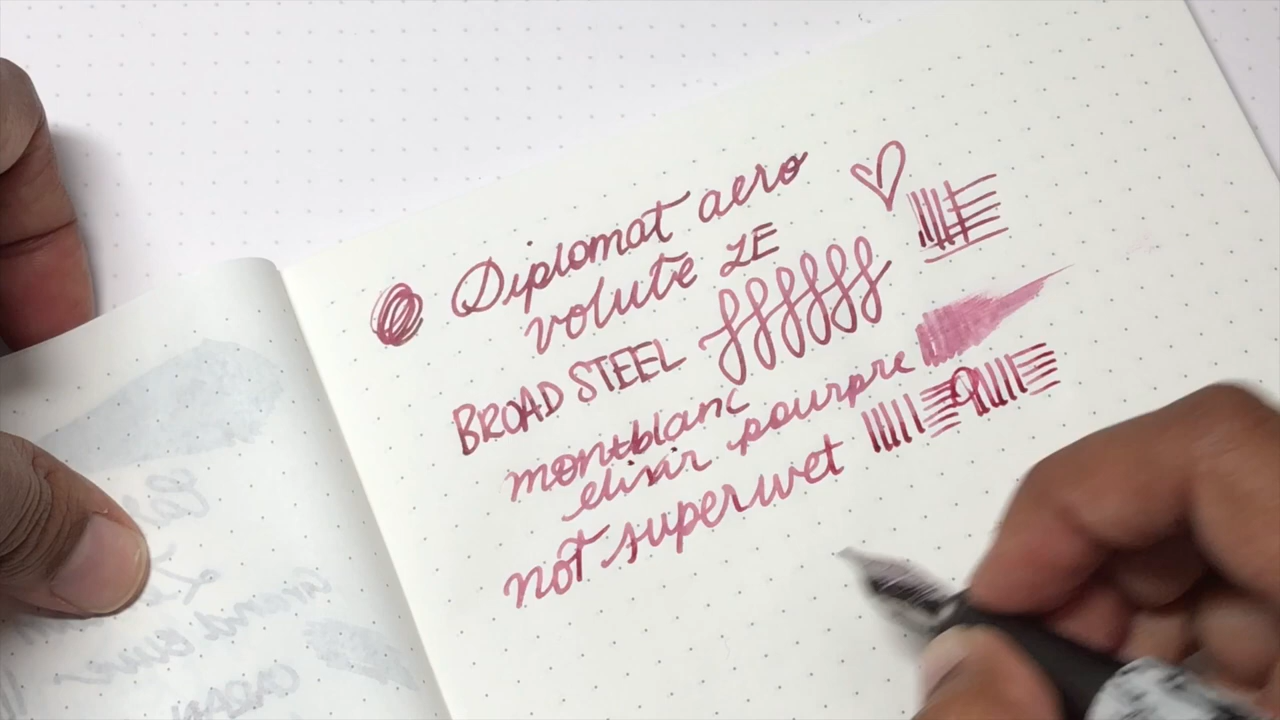 Diplomat aero
volute LE
BROAD STEEL
montblanc
elixir pourpre
not superwet